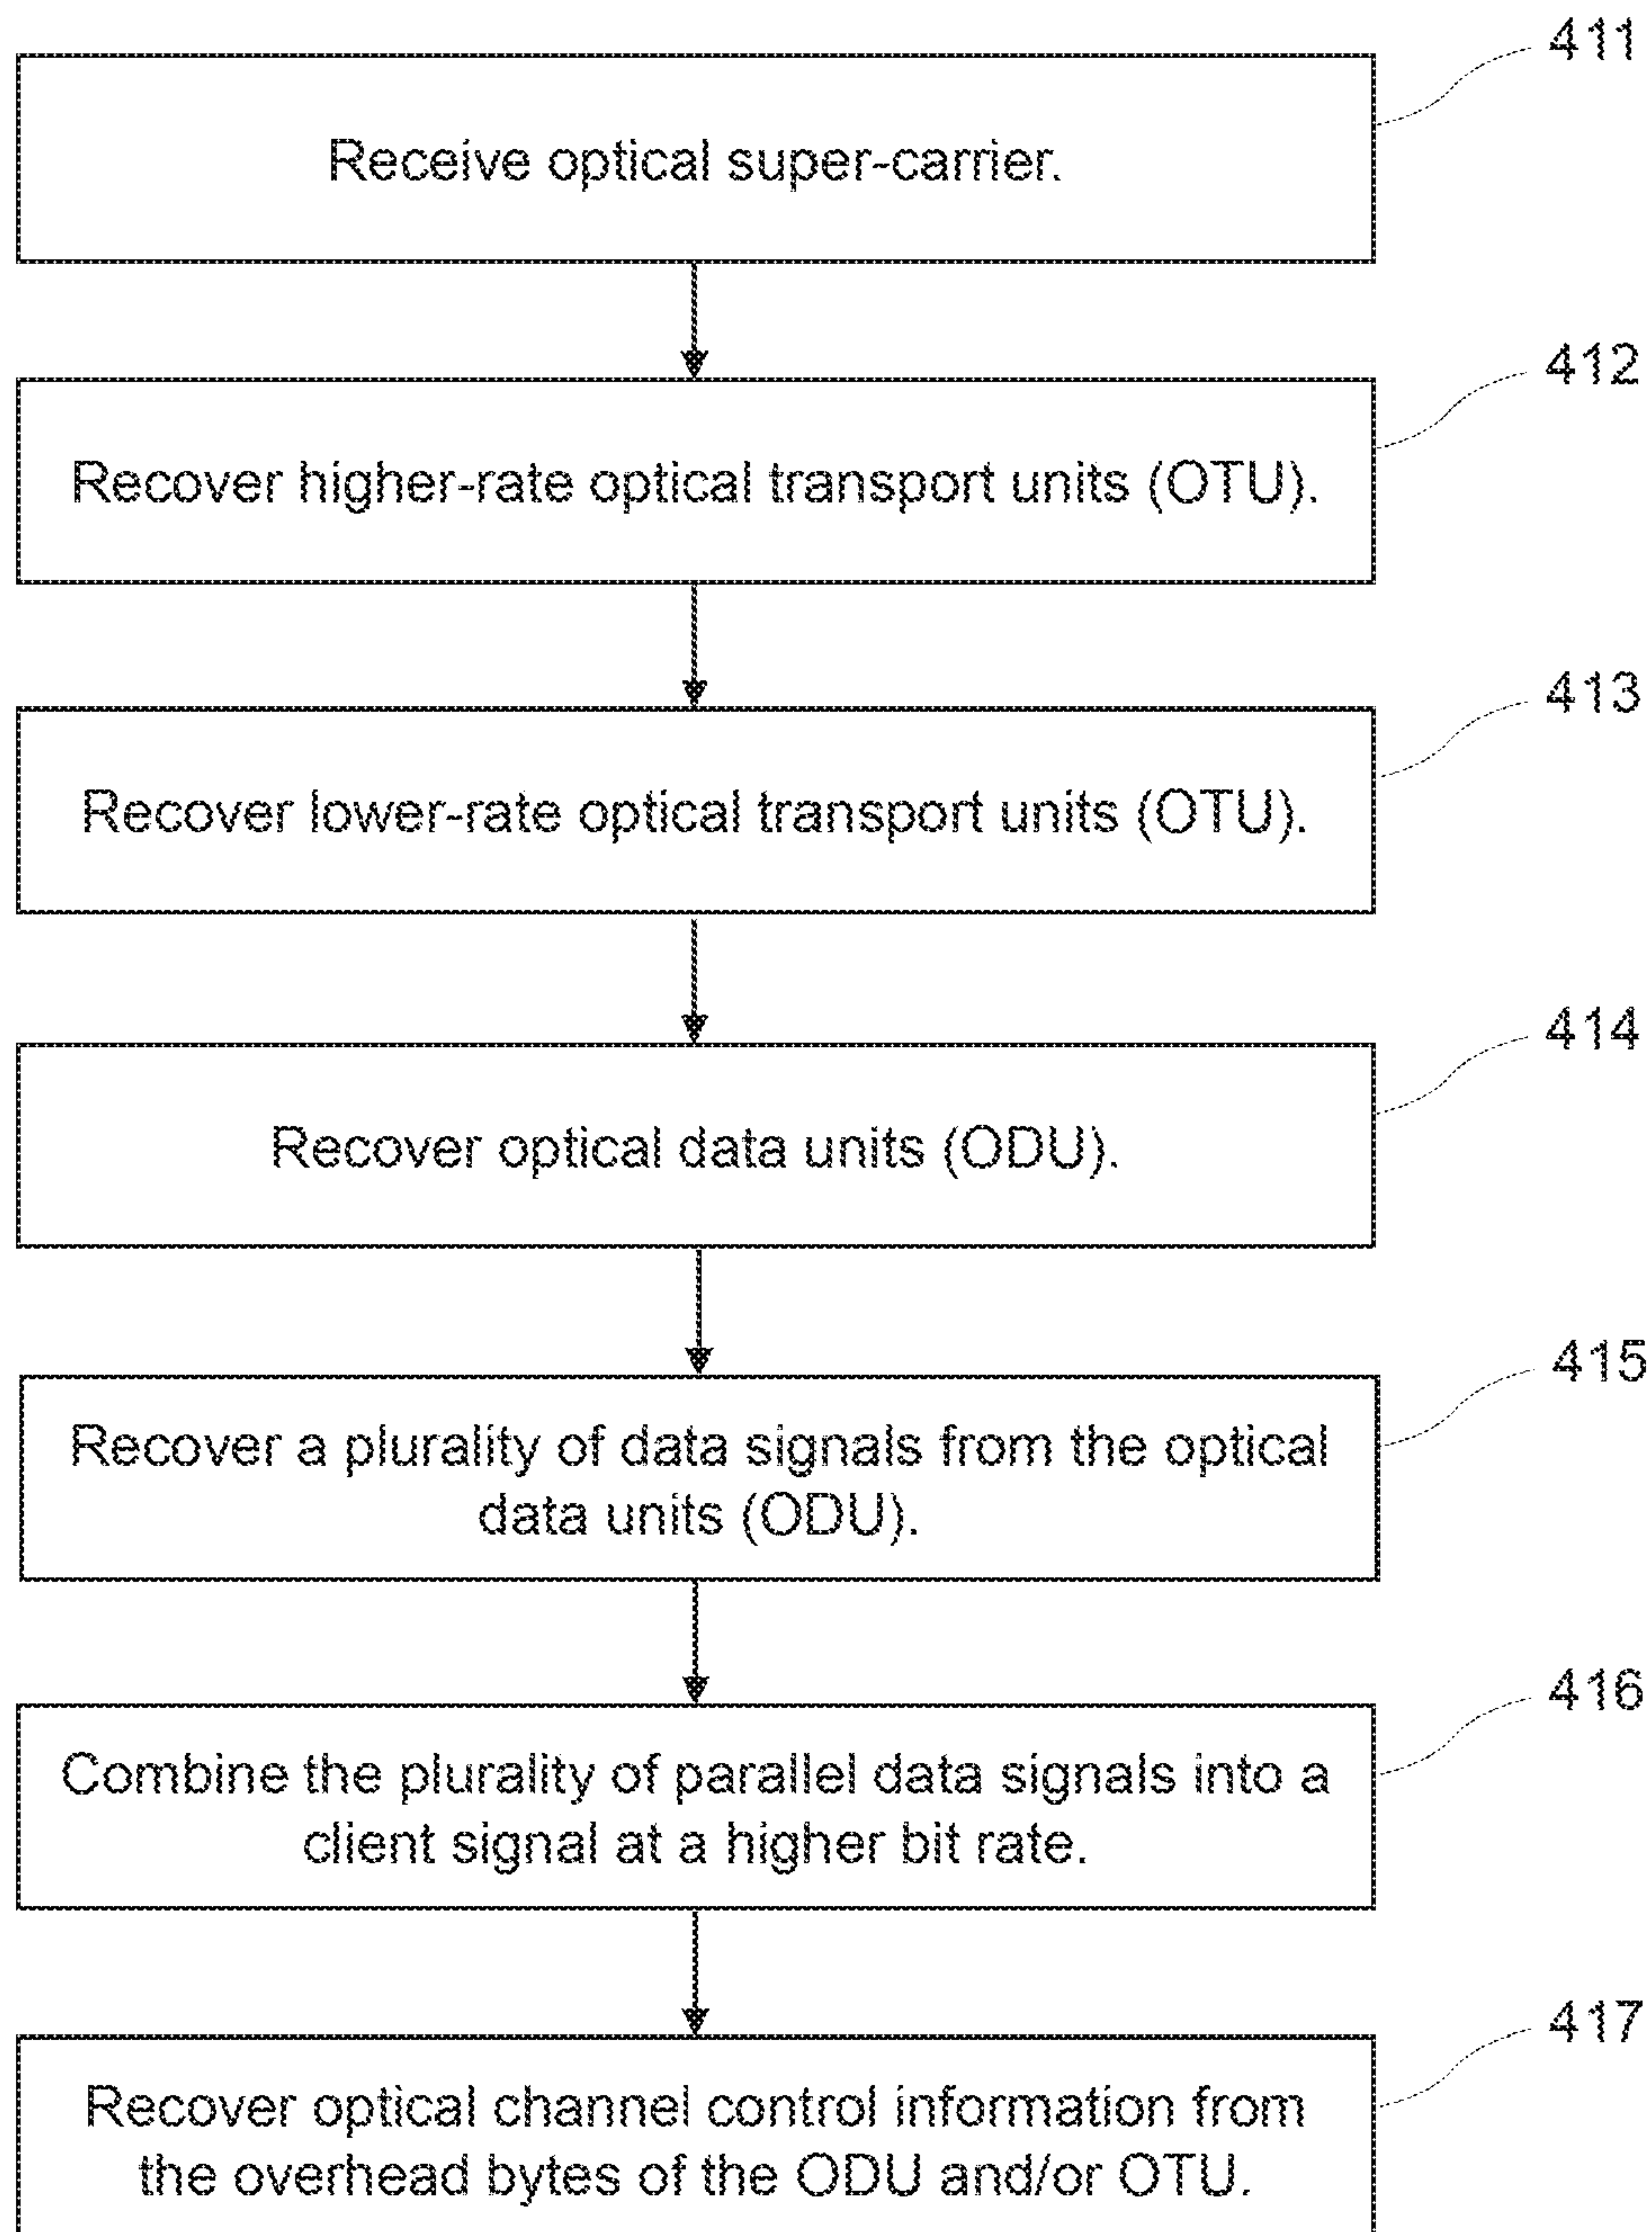 411
Receive optical super-carrier.
412
Recover higher-rate optical transport units (OTU).
413
Recover lower-rate optical transport units (OTU).
414
Recover optical data units (ODU).
415
Recover a plurality of data signals from the optical
data units (ODU).
416
Combine the plurality of parallel data signals into a
client signal at a higher bit rate.
417
Recover optical channel control information from
the overhead bytes of the ODU and/or OTU.